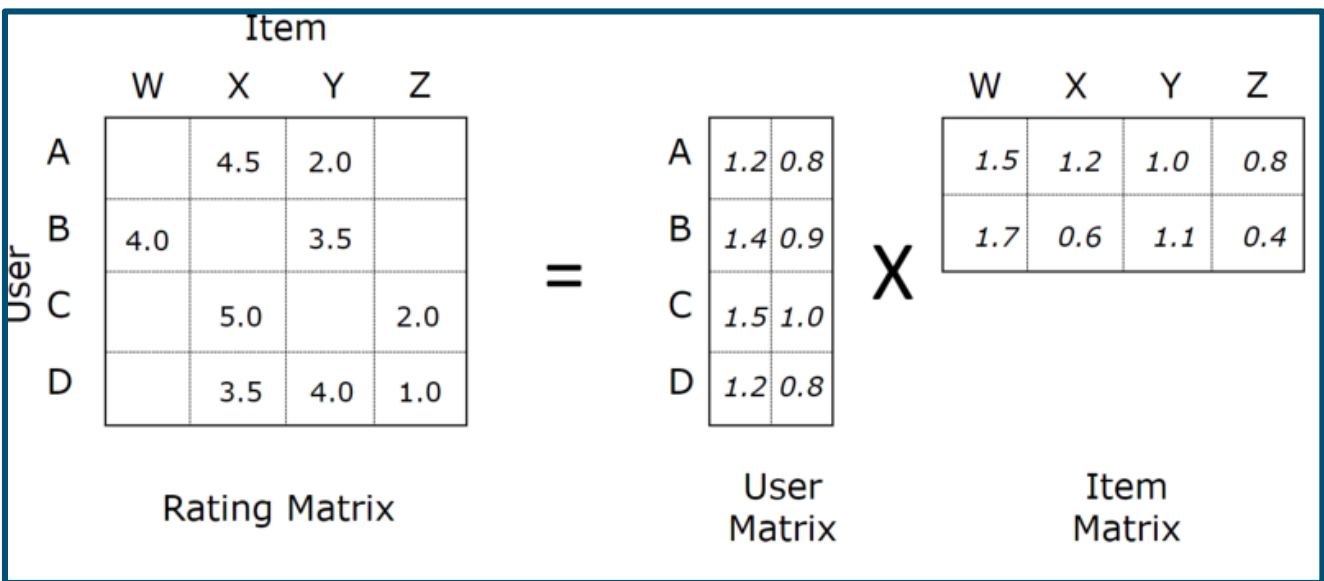 Item
W X Y Z W X Y Z
A 4.5 2.0 A 1.2 0.8 1.5 1.2 1.0 0.8
B 4.0 3.5 B 1.4 0.9 1.7 0.6 1.1 0.4
User = X
C 5.0 2.0 C 1.5 1.0
D 3.5 4.0 1.0 D 1.2 0.8
Rating Matrix
User
Matrix
Item
Matrix